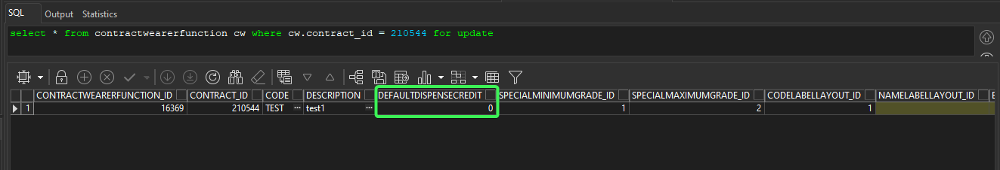 SQL Output Statistics
select * from contractwearerfunction cw where cw.contract_id = 210544 for update
CONTRACTWEARERFUNCTION_ID CONTRACT_ID CODE DESCRIPTION DEFAULTDISPENSECREDIT SPECIALMINIMUMGRADE_ID SPECIALMAXIMUMGRADE_ID CODELABELLAYOUT_ID NAMELABELLAYOUT_ID
1 16369 210544 TEST ··· test1 ··· 0 1 2 1